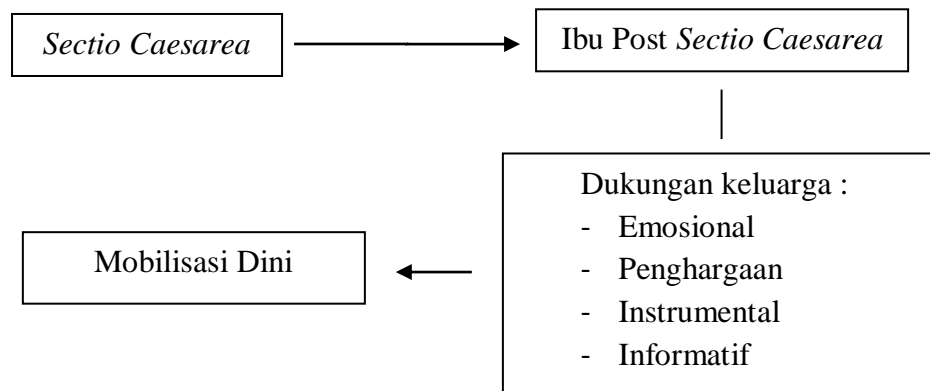 Sectio Caesarea
Ibu Post Sectio Caesarea
Dukungan keluarga :
- Emosional
- Penghargaan
- Instrumental
- Informatif
Mobilisasi Dini